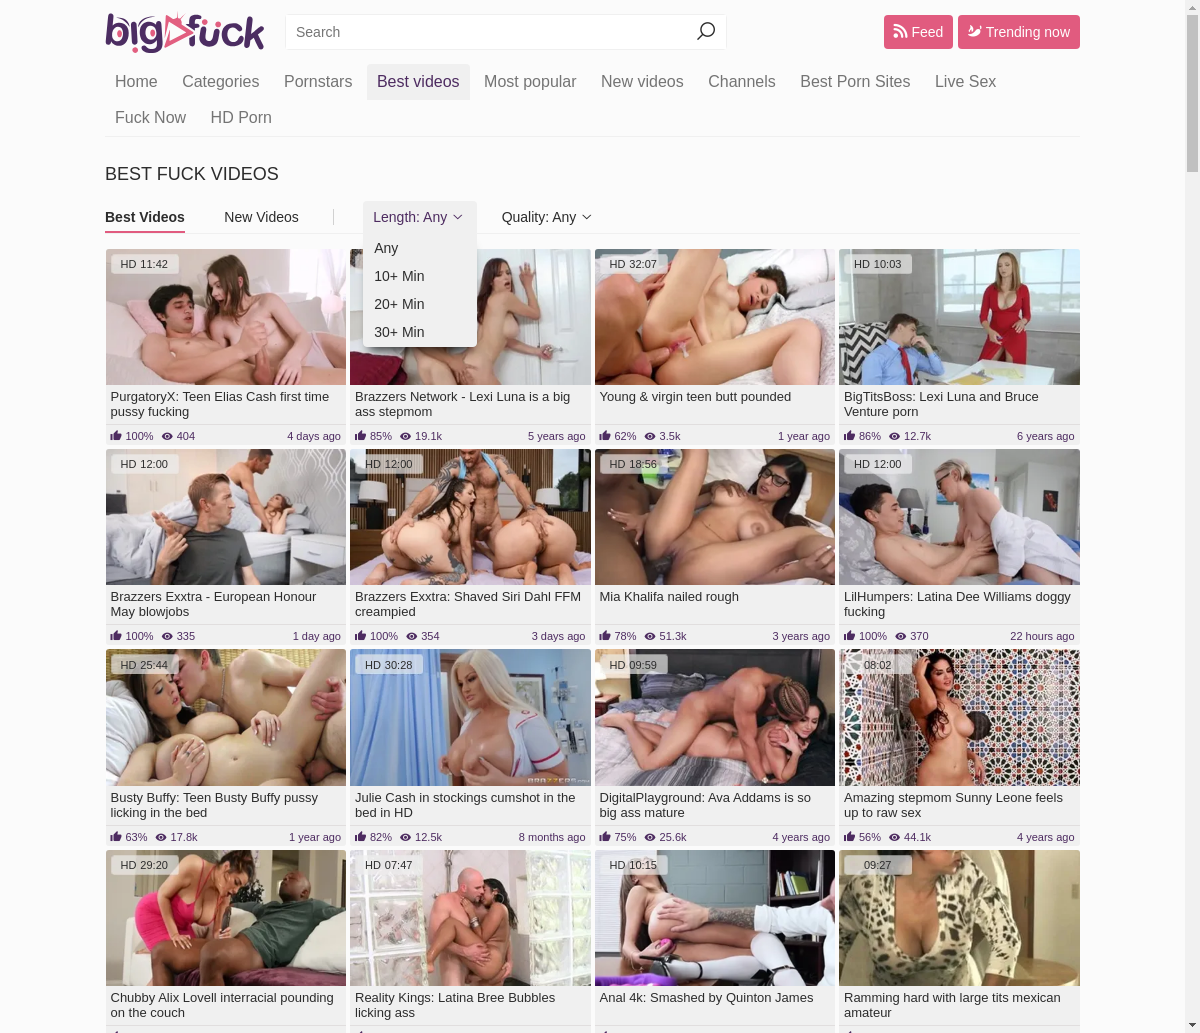 bigfuck
Search
Feed
Trending now
Home Categories Pornstars Best videos Most popular New videos Channels Best Porn Sites Live Sex
Fuck Now HD Porn
BEST FUCK VIDEOS
Best Videos New Videos Length: Any Quality: Any
Any
10+ Min
20+ Min
30+ Min
HD 11:42
HD 32:07
HD 10:03
PurgatoryX: Teen Elias Cash first time
pussy fucking
100% 404 4 days ago
Brazzers Network - Lexi Luna is a big
ass stepmom
85% 19.1k 5 years ago
Young & virgin teen butt pounded
62% 3.5k 1 year ago
BigTitsBoss: Lexi Luna and Bruce
Venture porn
86% 12.7k 6 years ago
HD 12:00
HD 12:00
HD 18:56
HD 12:00
Brazzers Exxtra - European Honour
May blowjobs
100% 335 1 day ago
Brazzers Exxtra: Shaved Siri Dahl FFM
creampied
100% 354 3 days ago
Mia Khalifa nailed rough
78% 51.3k 3 years ago
LilHumpers: Latina Dee Williams doggy
fucking
100% 370 22 hours ago
HD 25:44
HD 30:28
HD 09:59
08:02
BRAZZERS
Busty Buffy: Teen Busty Buffy pussy
licking in the bed
63% 17.8k 1 year ago
Julie Cash in stockings cumshot in the
bed in HD
82% 12.5k 8 months ago
DigitalPlayground: Ava Addams is so
big ass mature
75% 25.6k 4 years ago
Amazing stepmom Sunny Leone feels
up to raw sex
56% 44.1k 4 years ago
HD 29:20
HD 07:47
HD 10:15
09:27
Chubby Alix Lovell interracial pounding
on the couch
Reality Kings: Latina Bree Bubbles
licking ass
Anal 4k: Smashed by Quinton James
Ramming hard with large tits mexican
amateur